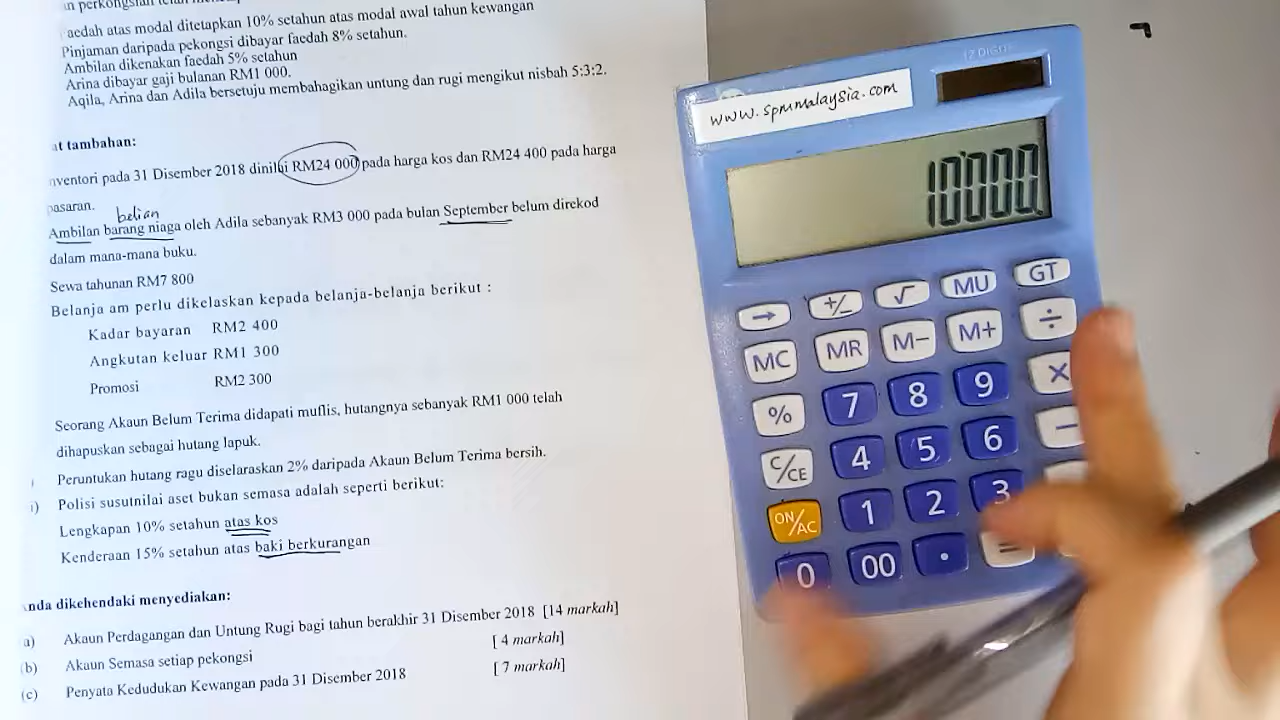 aedah atas modal ditetapkan 10% setahun atas modal awal tahun kewangan
Pinjaman daripada pekongsi dibayar faedah 8% setahun.
Ambilan dikenakan faedah 5% setahun
Arina dibayar gaji bulanan RM1 000.
Aqila, Arina dan Adila bersetuju membahagikan untung dan rugi mengikut nisbah 5:3:2.
at tambahan:
nventori pada 31 Disember 2018 dinilai RM24 000 pada harga kos dan RM24 400 pada harga
pasaran.
belian
Ambilan barang niaga oleh Adila sebanyak RM3 000 pada bulan September belum direkod
dalam mana-mana buku.
Sewa tahunan RM7 800
Belanja am perlu dikelaskan kepada belanja-belanja berikut :
Kadar bayaran RM2 400
Angkutan keluar RM1 300
Promosi RM2 300
Seorang Akaun Belum Terima didapati muflis, hutangnya sebanyak RM1 000 telah
dihapuskan sebagai hutang lapuk.
Peruntukan hutang ragu diselaraskan 2% daripada Akaun Belum Terima bersih.
i) Polisi susutnilai aset bukan semasa adalah seperti berikut:
Lengkapan 10% setahun atas kos
Kenderaan 15% setahun atas baki berkurangan
nda dikehendaki menyediakan:
a) Akaun Perdagangan dan Untung Rugi bagi tahun berakhir 31 Disember 2018 [14 markah]
(b) Akaun Semasa setiap pekongsi [ 4 markah]
(c) Penyata Kedudukan Kewangan pada 31 Disember 2018 [ 7 markah]
12 DIGITS
www.spmmalaysia.com
10'000.
→ +/- √ MU GT
MC MR M- M+ ÷
% 7 8 9 ×
C/CE 4 5 6 −
ON/AC 1 2 3
0 00 . =